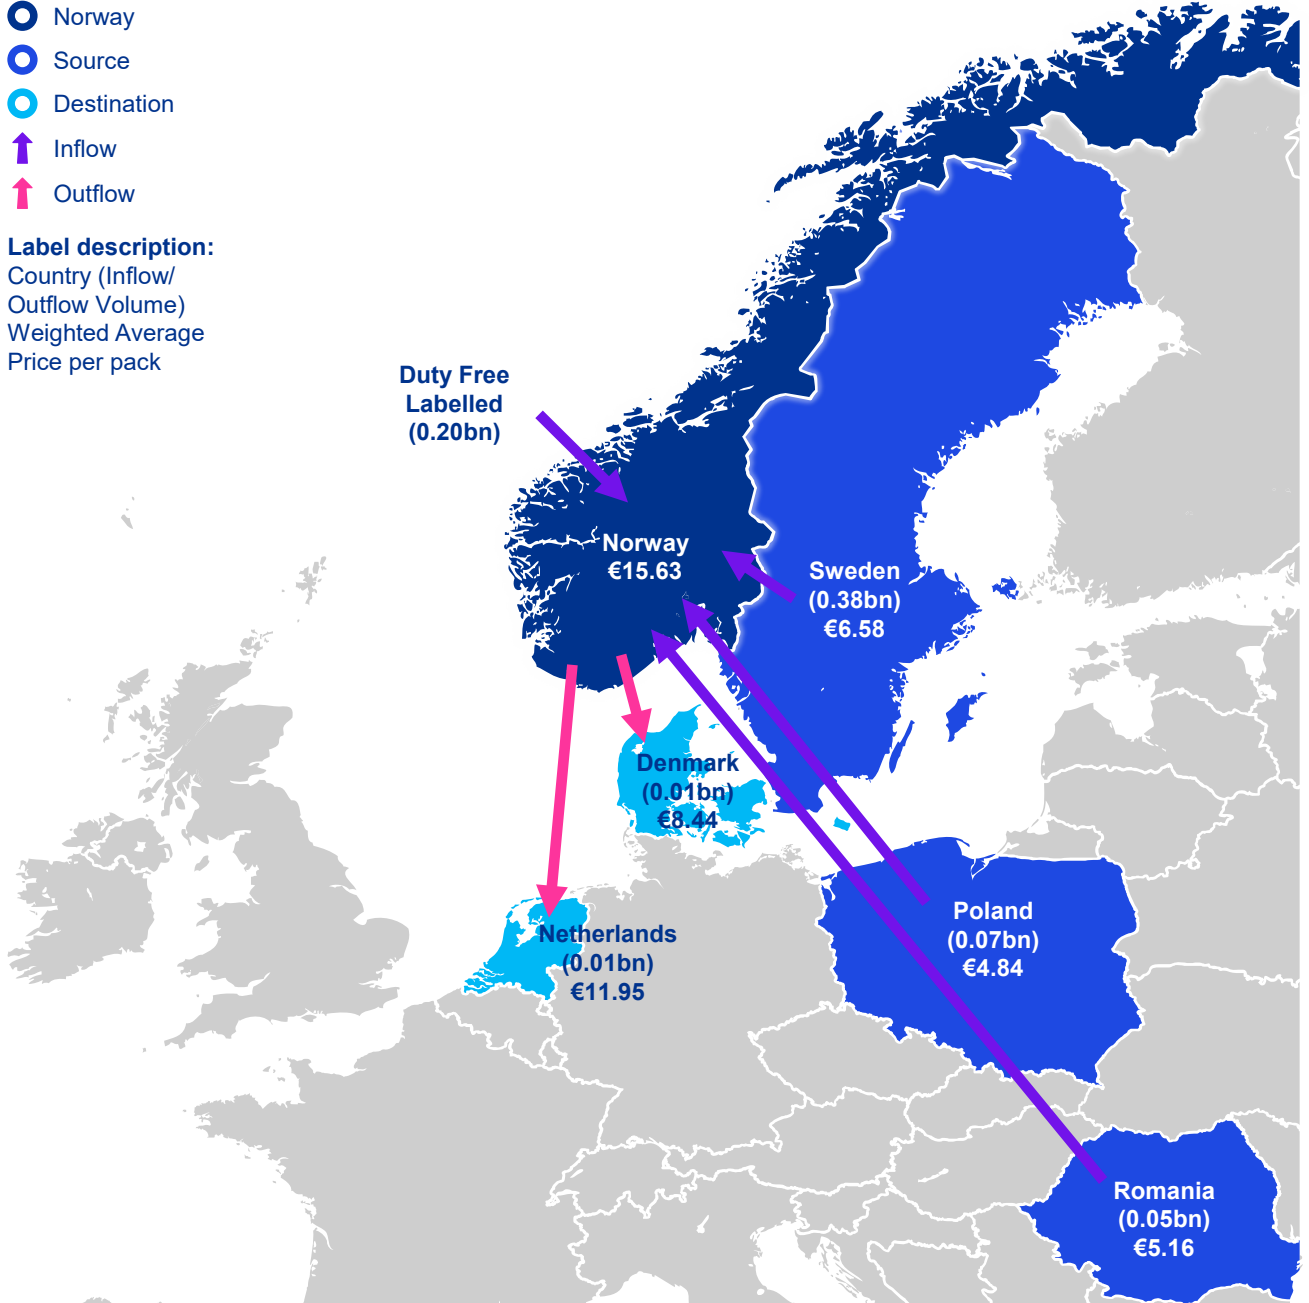 Norway
Source
Destination
Inflow
Outflow
Label description:
Country (Inflow/
Outflow Volume)
Weighted Average
Price per pack
Duty Free
Labelled
(0.20bn)
Norway
€15.63
Sweden
(0.38bn)
€6.58
Denmark
(0.01bn)
€8.44
Netherlands
(0.01bn)
€11.95
Poland
(0.07bn)
€4.84
Romania
(0.05bn)
€5.16